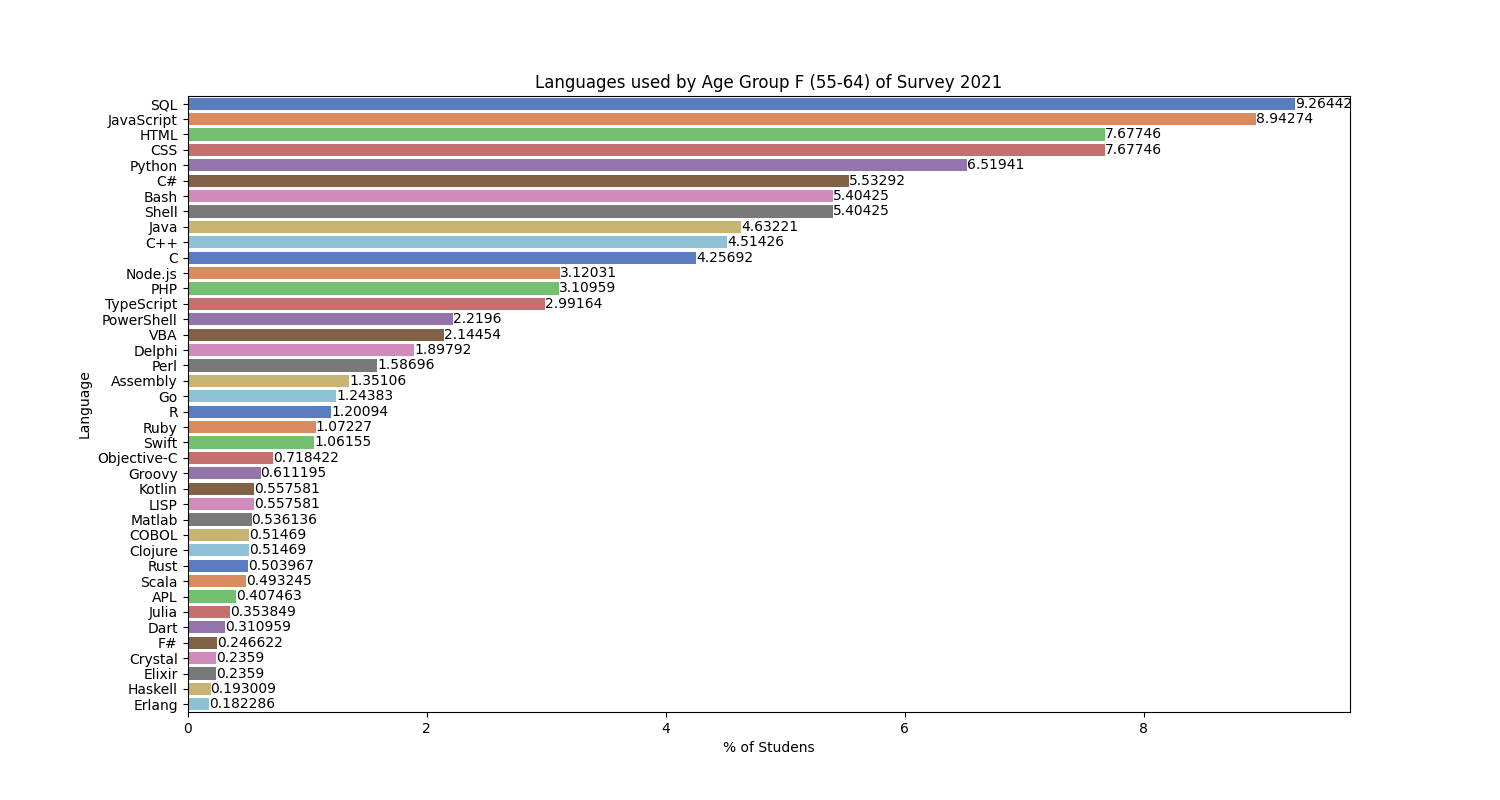 Languages used by Age Group F (55-64) of Survey 2021
SQL 9.26442
JavaScript 8.94274
HTML 7.67746
CSS 7.67746
Python 6.51941
C# 5.53292
Bash 5.40425
Shell 5.40425
Java 4.63221
C++ 4.51426
C 4.25692
Node.js 3.12031
PHP 3.10959
TypeScript 2.99164
PowerShell 2.2196
VBA 2.14454
Delphi 1.89792
Perl 1.58696
Assembly 1.35106
Go 1.24383
R 1.20094
Ruby 1.07227
Swift 1.06155
Objective-C 0.718422
Groovy 0.611195
Kotlin 0.557581
LISP 0.557581
Matlab 0.536136
COBOL 0.51469
Clojure 0.51469
Rust 0.503967
Scala 0.493245
APL 0.407463
Julia 0.353849
Dart 0.310959
F# 0.246622
Crystal 0.2359
Elixir 0.2359
Haskell 0.193009
Erlang 0.182286
Language
0 2 4 6 8
% of Studens